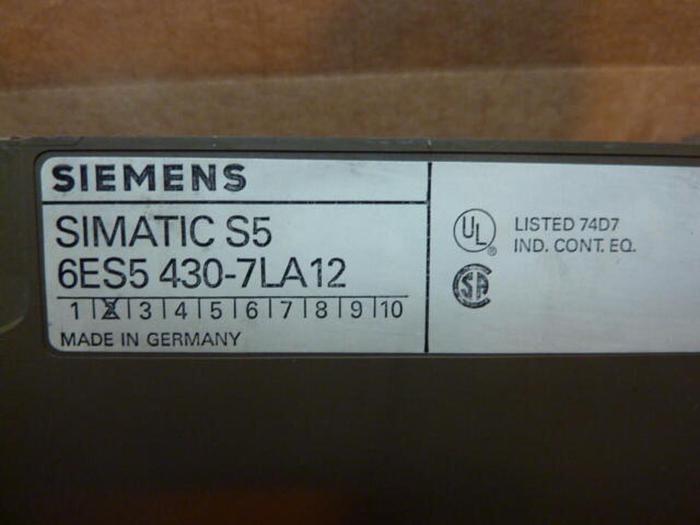 SIEMENS
SIMATIC S5
6ES5 430-7LA12
1 | 2 | 3 | 4 | 5 | 6 | 7 | 8 | 9 | 10
MADE IN GERMANY
UL ®
LISTED 74D7
IND. CONT. EQ.
SA